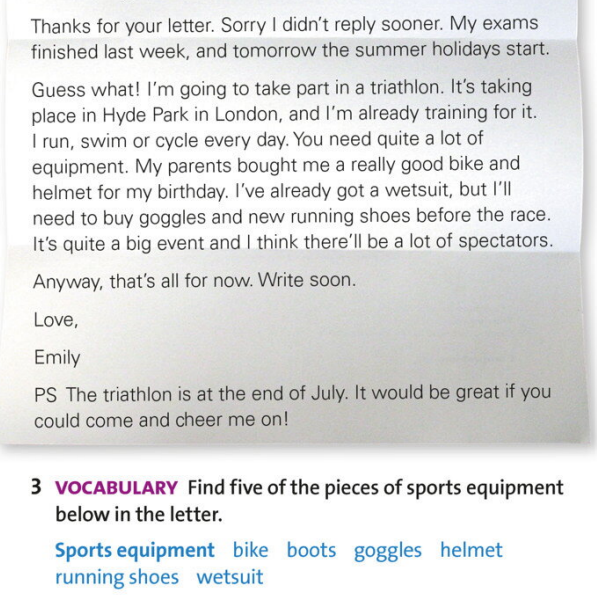 Thanks for your letter. Sorry I didn't reply sooner. My exams
finished last week, and tomorrow the summer holidays start.
Guess what! I'm going to take part in a triathlon. It's taking
place in Hyde Park in London, and I'm already training for it.
I run, swim or cycle every day. You need quite a lot of
equipment. My parents bought me a really good bike and
helmet for my birthday. I've already got a wetsuit, but I'll
need to buy goggles and new running shoes before the race.
It's quite a big event and I think there'll be a lot of spectators.
Anyway, that's all for now. Write soon.
Love,
Emily
PS The triathlon is at the end of July. It would be great if you
could come and cheer me on!
3 VOCABULARY Find five of the pieces of sports equipment
below in the letter.
Sports equipment bike boots goggles helmet
running shoes wetsuit